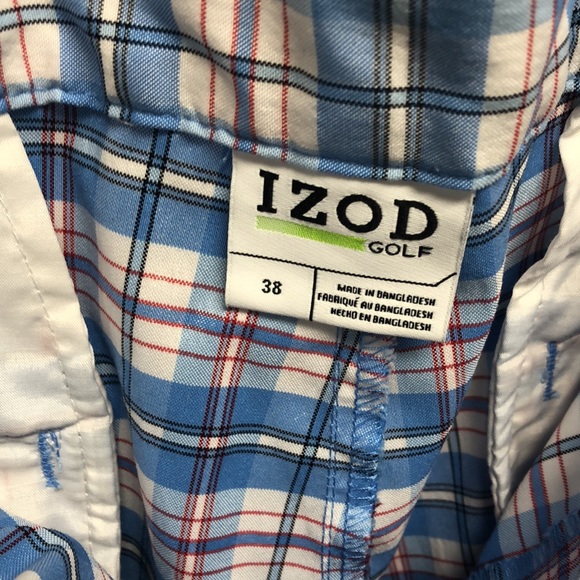 IZOD
GOLF
38
MADE IN BANGLADESH
FABRIQUÉ AU BANGLADESH
HECHO EN BANGLADESH